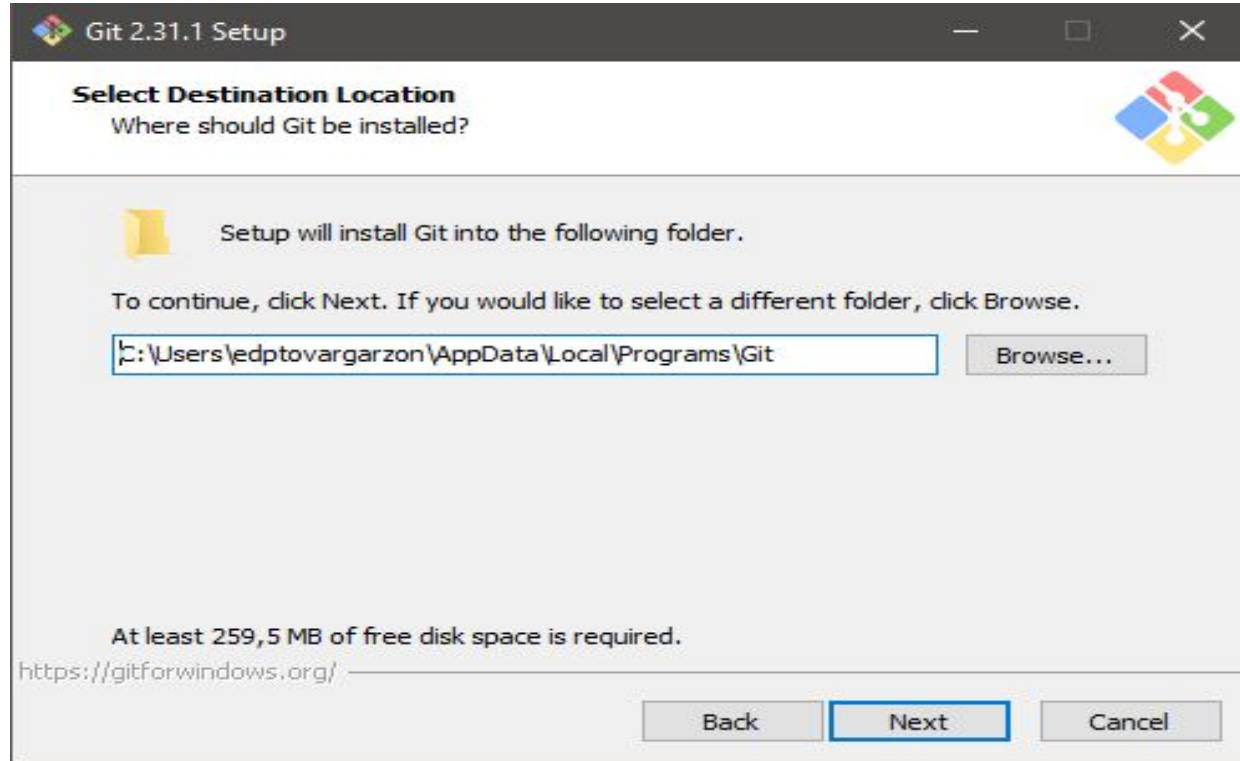 Git 2.31.1 Setup
Select Destination Location
Where should Git be installed?
Setup will install Git into the following folder.
To continue, click Next. If you would like to select a different folder, click Browse.
C:\Users\edptovargarzon\AppData\Local\Programs\Git
Browse...
At least 259,5 MB of free disk space is required.
https://gitforwindows.org/
Back
Next
Cancel